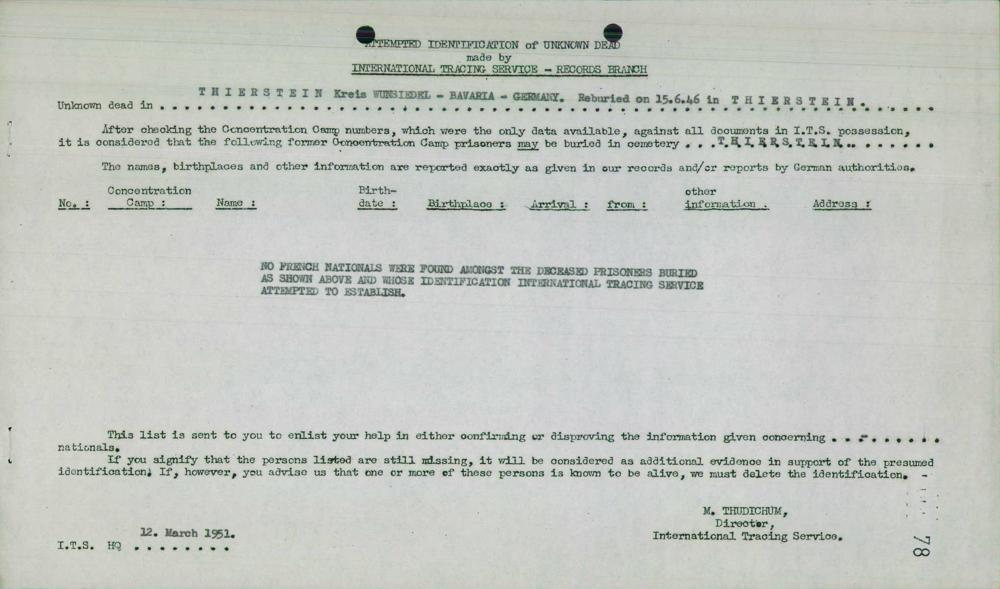 ATTEMPTED IDENTIFICATION of UNKNOWN DEAD
made by
INTERNATIONAL TRACING SERVICE - RECORDS BRANCH
Unknown dead in T H I E R S T E I N Kreis WUNSIEDEL - BAVARIA - GERMANY. Reburied on 15.6.46 in T H I E R S T E I N.
After checking the Concentration Camp numbers, which were the only data available, against all documents in I.T.S. possession,
it is considered that the following former Concentration Camp prisoners may be buried in cemetery . . .T.H.I.E.R.S.T.E.I.N.. . . . . . .
The names, birthplaces and other information are reported exactly as given in our records and/or reports by German authorities.
No. : Concentration Camp : Name : Birth-date : Birthplace : Arrival : from : other information . Address :
NO FRENCH NATIONALS WERE FOUND AMONGST THE DECEASED PRISONERS BURIED
AS SHOWN ABOVE AND WHOSE IDENTIFICATION INTERNATIONAL TRACING SERVICE
ATTEMPTED TO ESTABLISH.
This list is sent to you to enlist your help in either confirming or disproving the information given concerning . . . . . . . . .
nationals.
If you signify that the persons listed are still missing, it will be considered as additional evidence in support of the presumed
identification. If, however, you advise us that one or more of these persons is known to be alive, we must delete the identification.
M. THUDICHUM,
Director,
International Tracing Service.
12. March 1951.
I.T.S. HQ . . . . . . . .
78